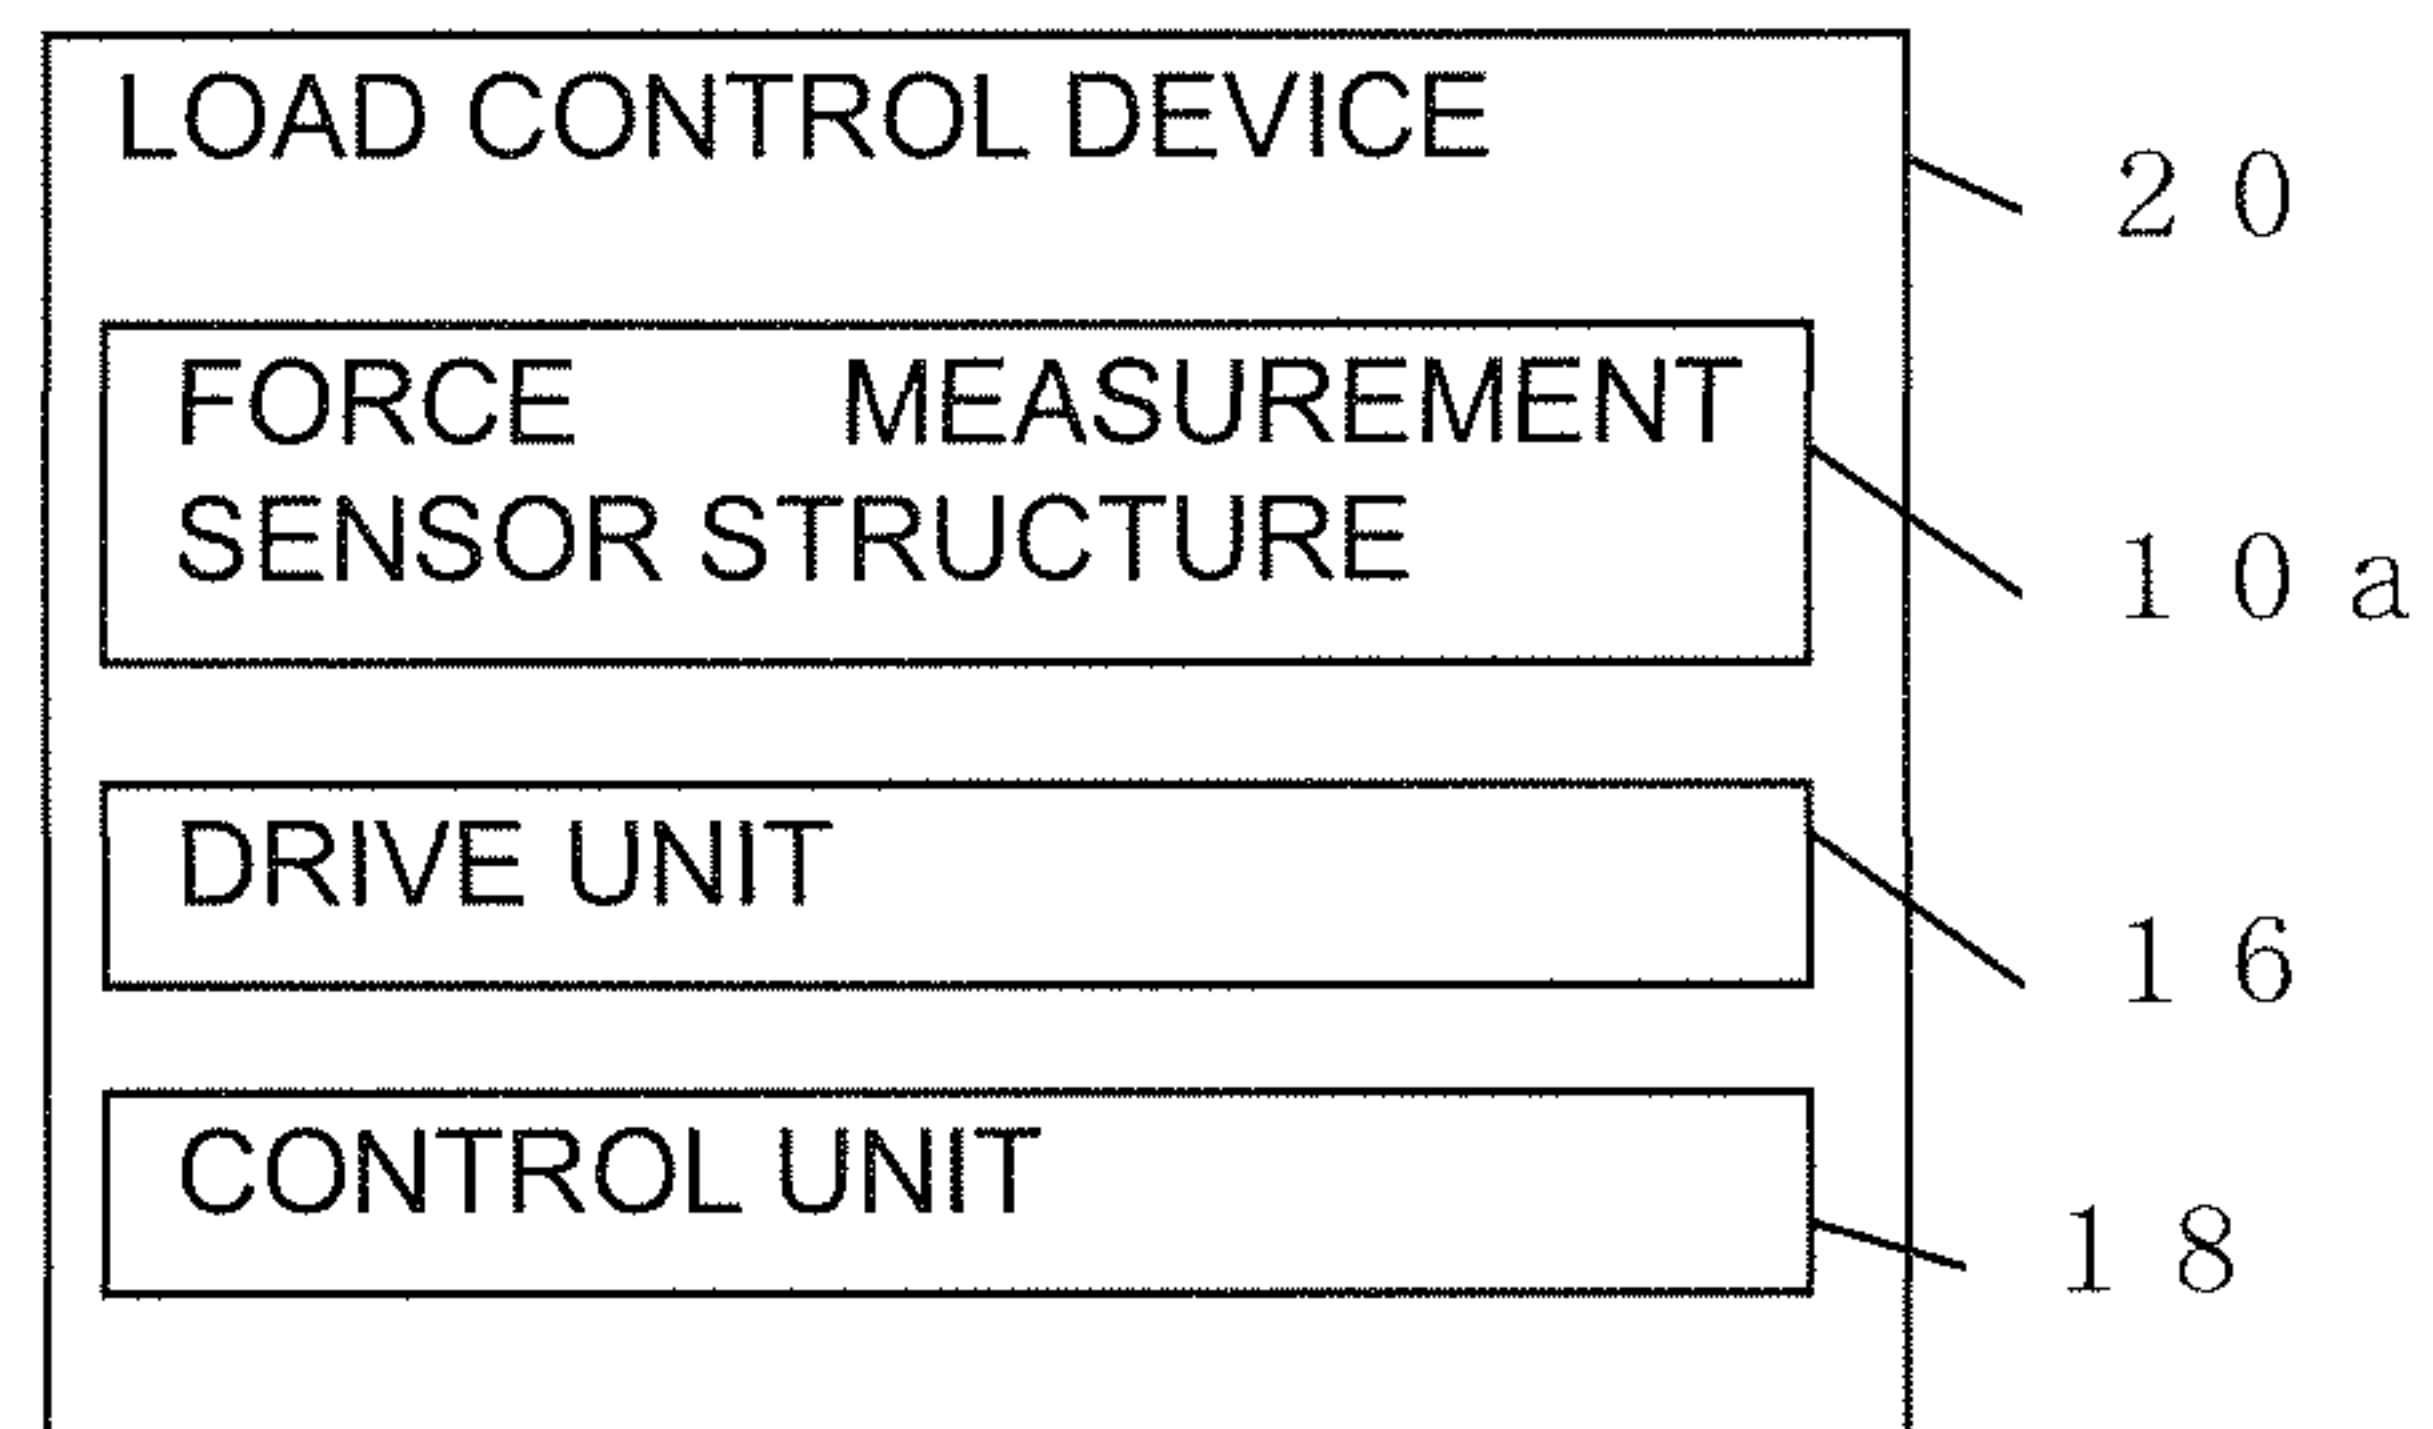 LOAD CONTROL DEVICE
20
FORCE MEASUREMENT
SENSOR STRUCTURE
10a
DRIVE UNIT
16
CONTROL UNIT
18